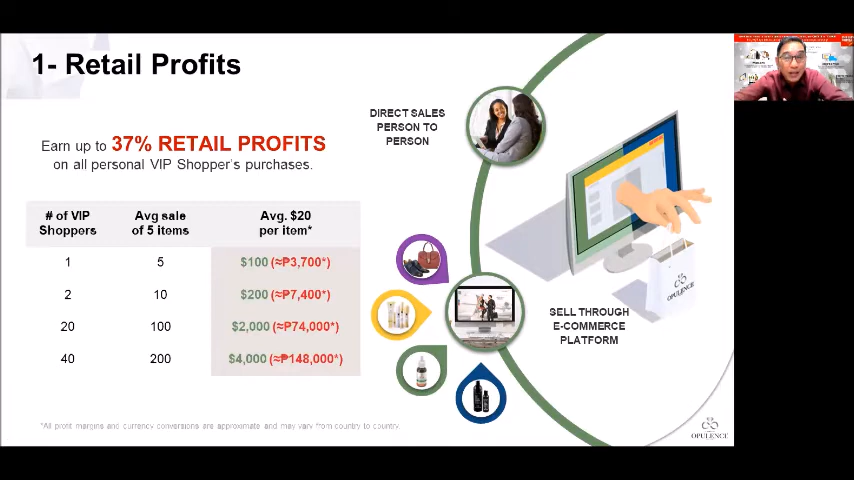 1- Retail Profits
Earn up to 37% RETAIL PROFITS
on all personal VIP Shopper's purchases.
# of VIP Shoppers Avg sale of 5 items Avg. $20 per item*
1 5 $100 (≈₱3,700*)
2 10 $200 (≈₱7,400*)
20 100 $2,000 (≈₱74,000*)
40 200 $4,000 (≈₱148,000*)
*All profit margins and currency conversions are approximate and may vary from country to country.
DIRECT SALES
PERSON TO
PERSON
SELL THROUGH
E-COMMERCE
PLATFORM
OPULENCE
OPULENCE